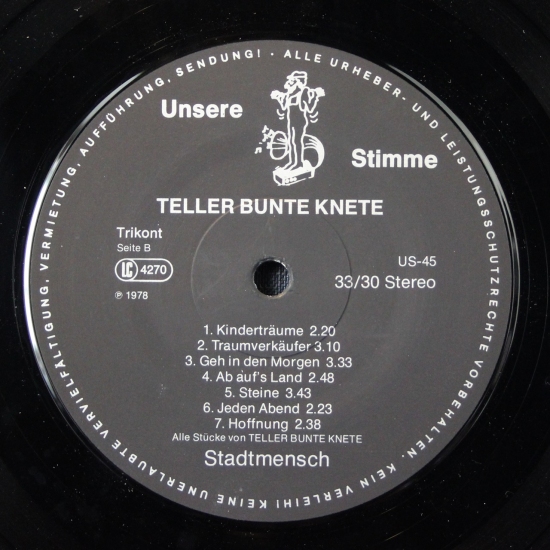 ALLE URHEBER- UND LEISTUNGSSCHUTZRECHTE VORBEHALTEN. KEIN VERLEIH! KEINE UNERLAUBTE VERVIELFÄLTIGUNG, VERMIETUNG, AUFFÜHRUNG, SENDUNG! ·
Unsere
Stimme
TELLER BUNTE KNETE
Trikont
Seite B
LC 4270
℗ 1978
US-45
33/30 Stereo
1. Kinderträume 2.20
2. Traumverkäufer 3.10
3. Geh in den Morgen 3.33
4. Ab auf's Land 2.48
5. Steine 3.43
6. Jeden Abend 2.23
7. Hoffnung 2.38
Alle Stücke von TELLER BUNTE KNETE
Stadtmensch